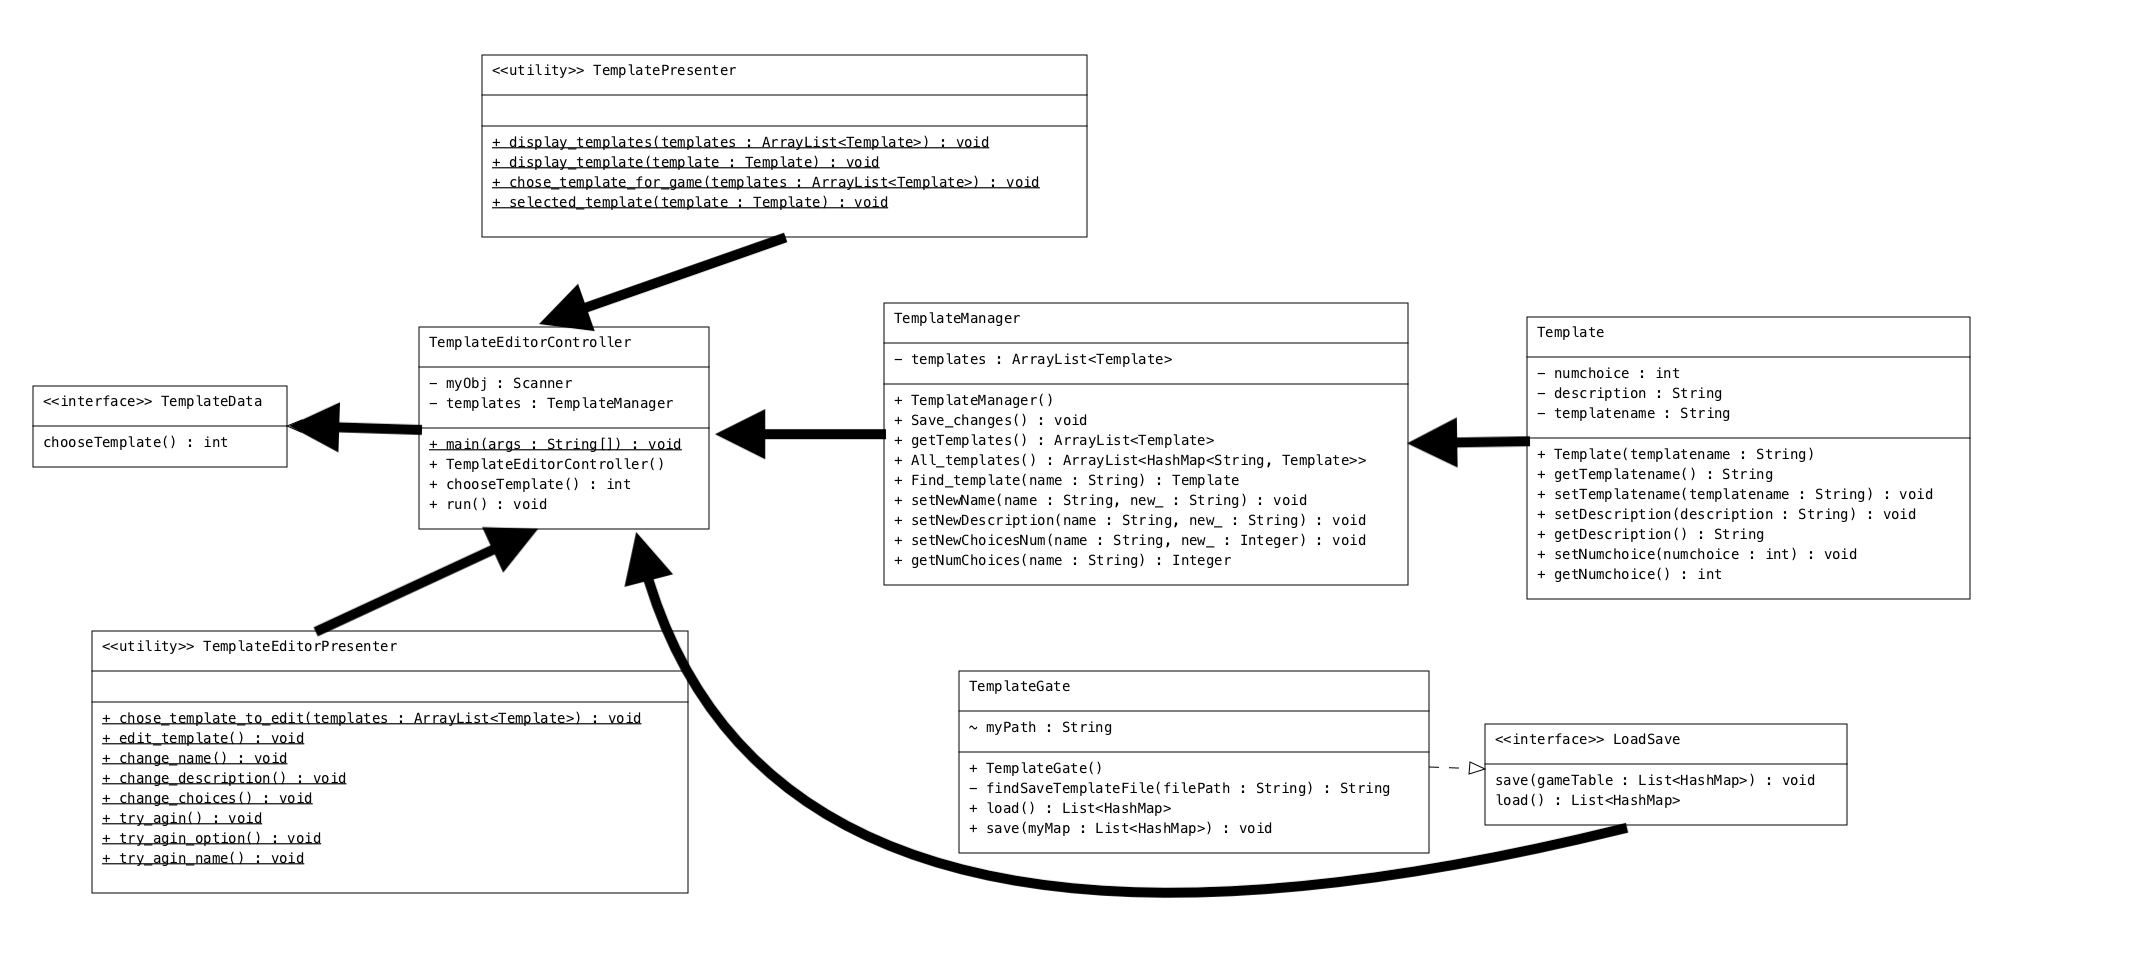 <<utility>> TemplatePresenter
+ display_templates(templates : ArrayList<Template>) : void
+ display_template(template : Template) : void
+ chose_template_for_game(templates : ArrayList<Template>) : void
+ selected_template(template : Template) : void
<<interface>> TemplateData
chooseTemplate() : int
TemplateEditorController
− myObj : Scanner
− templates : TemplateManager
+ main(args : String[]) : void
+ TemplateEditorController()
+ chooseTemplate() : int
+ run() : void
TemplateManager
− templates : ArrayList<Template>
+ TemplateManager()
+ Save_changes() : void
+ getTemplates() : ArrayList<Template>
+ All_templates() : ArrayList<HashMap<String, Template>>
+ Find_template(name : String) : Template
+ setNewName(name : String, new_ : String) : void
+ setNewDescription(name : String, new_ : String) : void
+ setNewChoicesNum(name : String, new_ : Integer) : void
+ getNumChoices(name : String) : Integer
Template
− numchoice : int
− description : String
− templatename : String
+ Template(templatename : String)
+ getTemplatename() : String
+ setTemplatename(templatename : String) : void
+ setDescription(description : String) : void
+ getDescription() : String
+ setNumchoice(numchoice : int) : void
+ getNumchoice() : int
<<utility>> TemplateEditorPresenter
+ chose_template_to_edit(templates : ArrayList<Template>) : void
+ edit_template() : void
+ change_name() : void
+ change_description() : void
+ change_choices() : void
+ try_agin() : void
+ try_agin_option() : void
+ try_agin_name() : void
TemplateGate
~ myPath : String
+ TemplateGate()
− findSaveTemplateFile(filePath : String) : String
+ load() : List<HashMap>
+ save(myMap : List<HashMap>) : void
<<interface>> LoadSave
save(gameTable : List<HashMap>) : void
load() : List<HashMap>